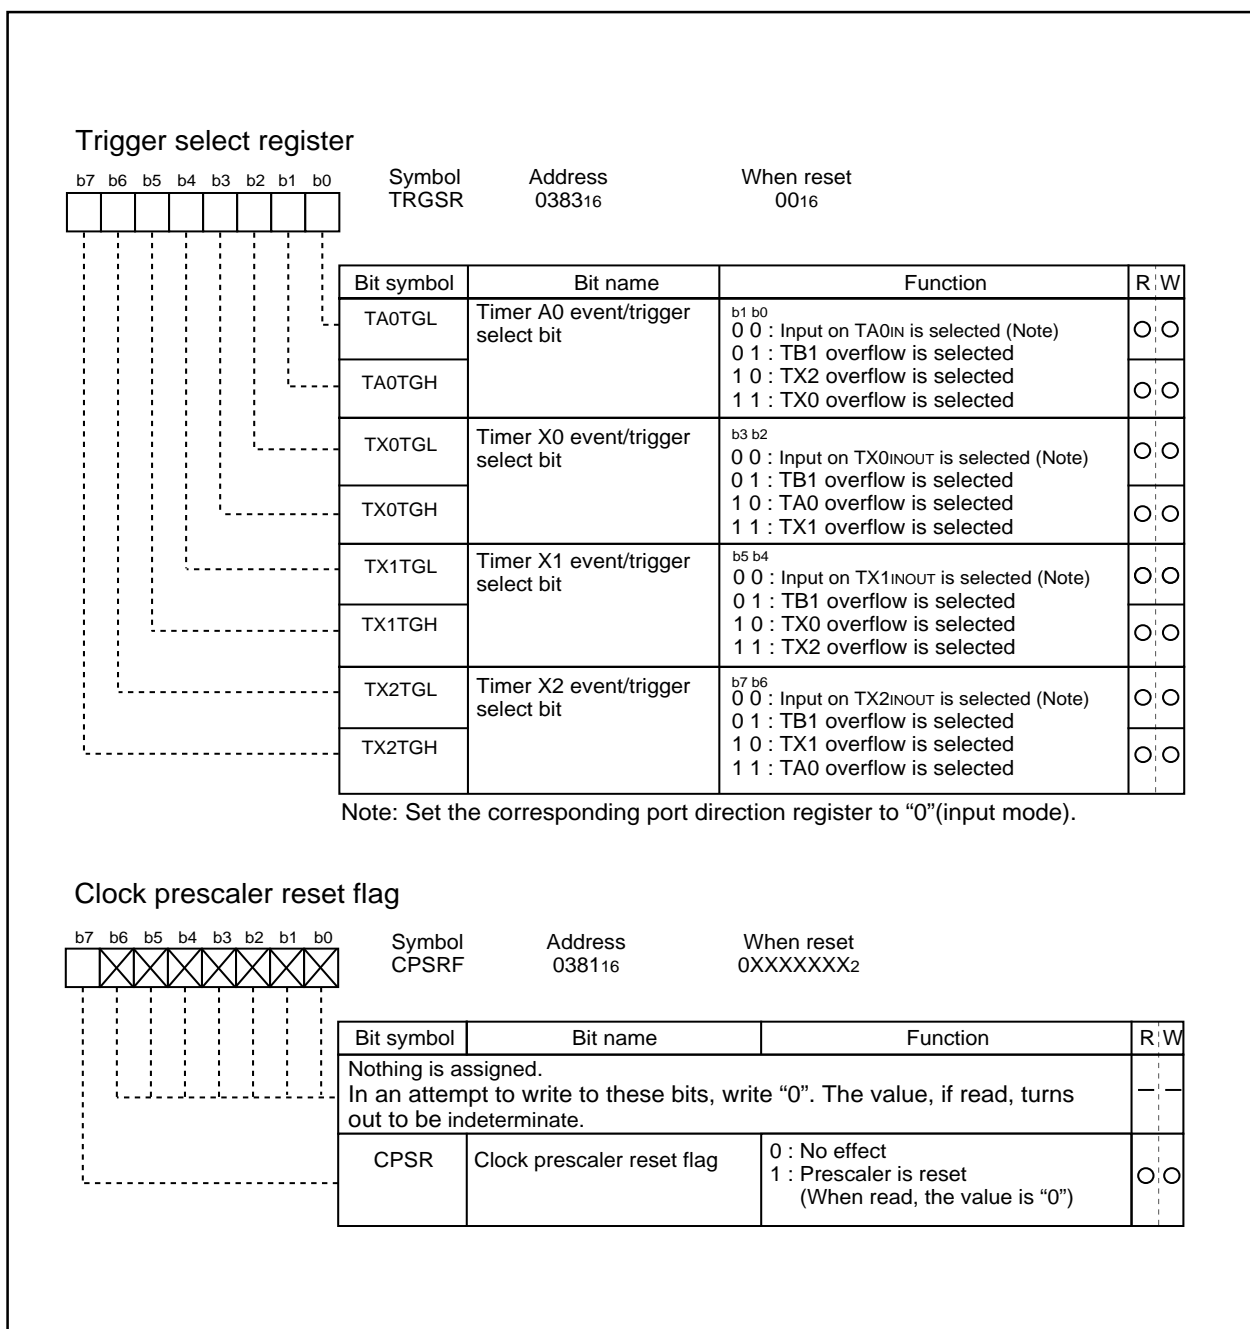 Trigger select register
b7 b6 b5 b4 b3 b2 b1 b0
Symbol Address When reset
TRGSR 038316 0016
Bit symbol Bit name Function R W
TA0TGL Timer A0 event/trigger select bit
b1 b0
0 0 : Input on TA0IN is selected (Note)
0 1 : TB1 overflow is selected
TA0TGH
1 0 : TX2 overflow is selected
1 1 : TX0 overflow is selected
TX0TGL Timer X0 event/trigger select bit
b3 b2
0 0 : Input on TX0INOUT is selected (Note)
0 1 : TB1 overflow is selected
TX0TGH
1 0 : TA0 overflow is selected
1 1 : TX1 overflow is selected
TX1TGL Timer X1 event/trigger select bit
b5 b4
0 0 : Input on TX1INOUT is selected (Note)
0 1 : TB1 overflow is selected
TX1TGH
1 0 : TX0 overflow is selected
1 1 : TX2 overflow is selected
TX2TGL Timer X2 event/trigger select bit
b7 b6
0 0 : Input on TX2INOUT is selected (Note)
0 1 : TB1 overflow is selected
TX2TGH
1 0 : TX1 overflow is selected
1 1 : TA0 overflow is selected
Note: Set the corresponding port direction register to “0”(input mode).
Clock prescaler reset flag
b7 b6 b5 b4 b3 b2 b1 b0
Symbol Address When reset
CPSRF 038116 0XXXXXXX2
Bit symbol Bit name Function R W
Nothing is assigned.
In an attempt to write to these bits, write “0”. The value, if read, turns
out to be indeterminate.
— —
CPSR Clock prescaler reset flag
0 : No effect
1 : Prescaler is reset
(When read, the value is “0”)